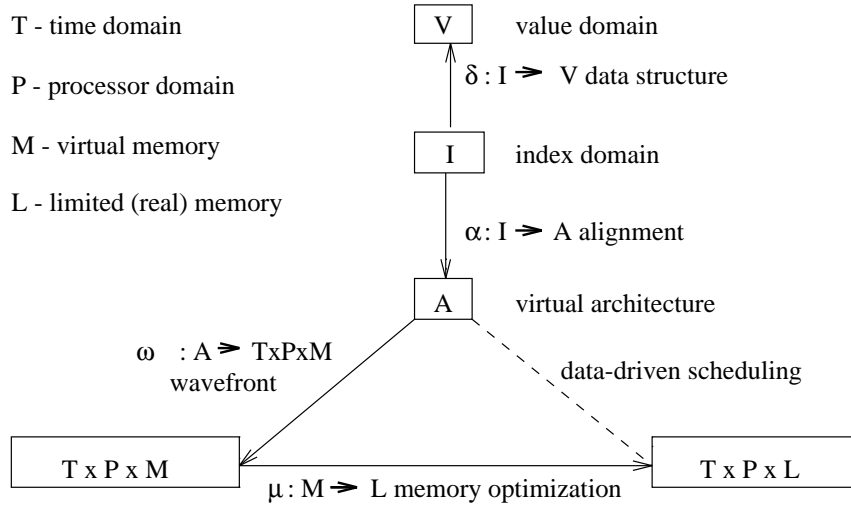 T - time domain
V
value domain
δ : I → V data structure
P - processor domain
M - virtual memory
I
index domain
L - limited (real) memory
α : I → A alignment
A
virtual architecture
ω : A → TxPxM
wavefront
data-driven scheduling
T x P x M
T x P x L
μ : M → L memory optimization